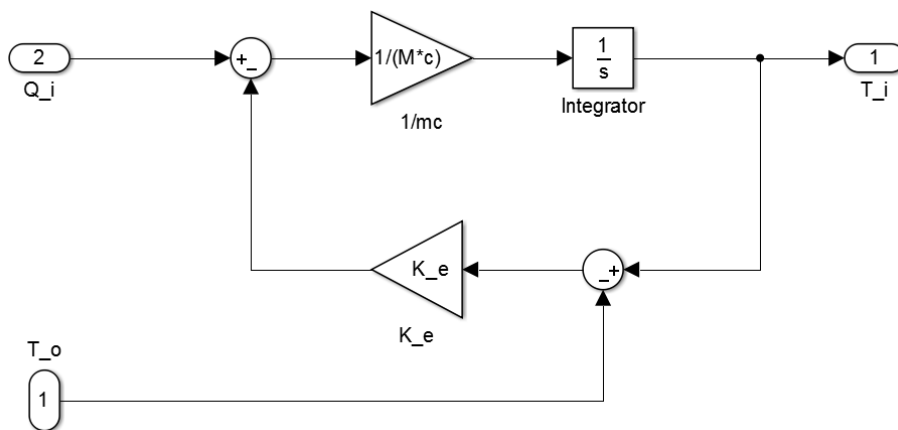 2
Q_i
+
_
1/(M*c)
1/mc
1
s
Integrator
1
T_i
K_e
K_e
_
+
T_o
1